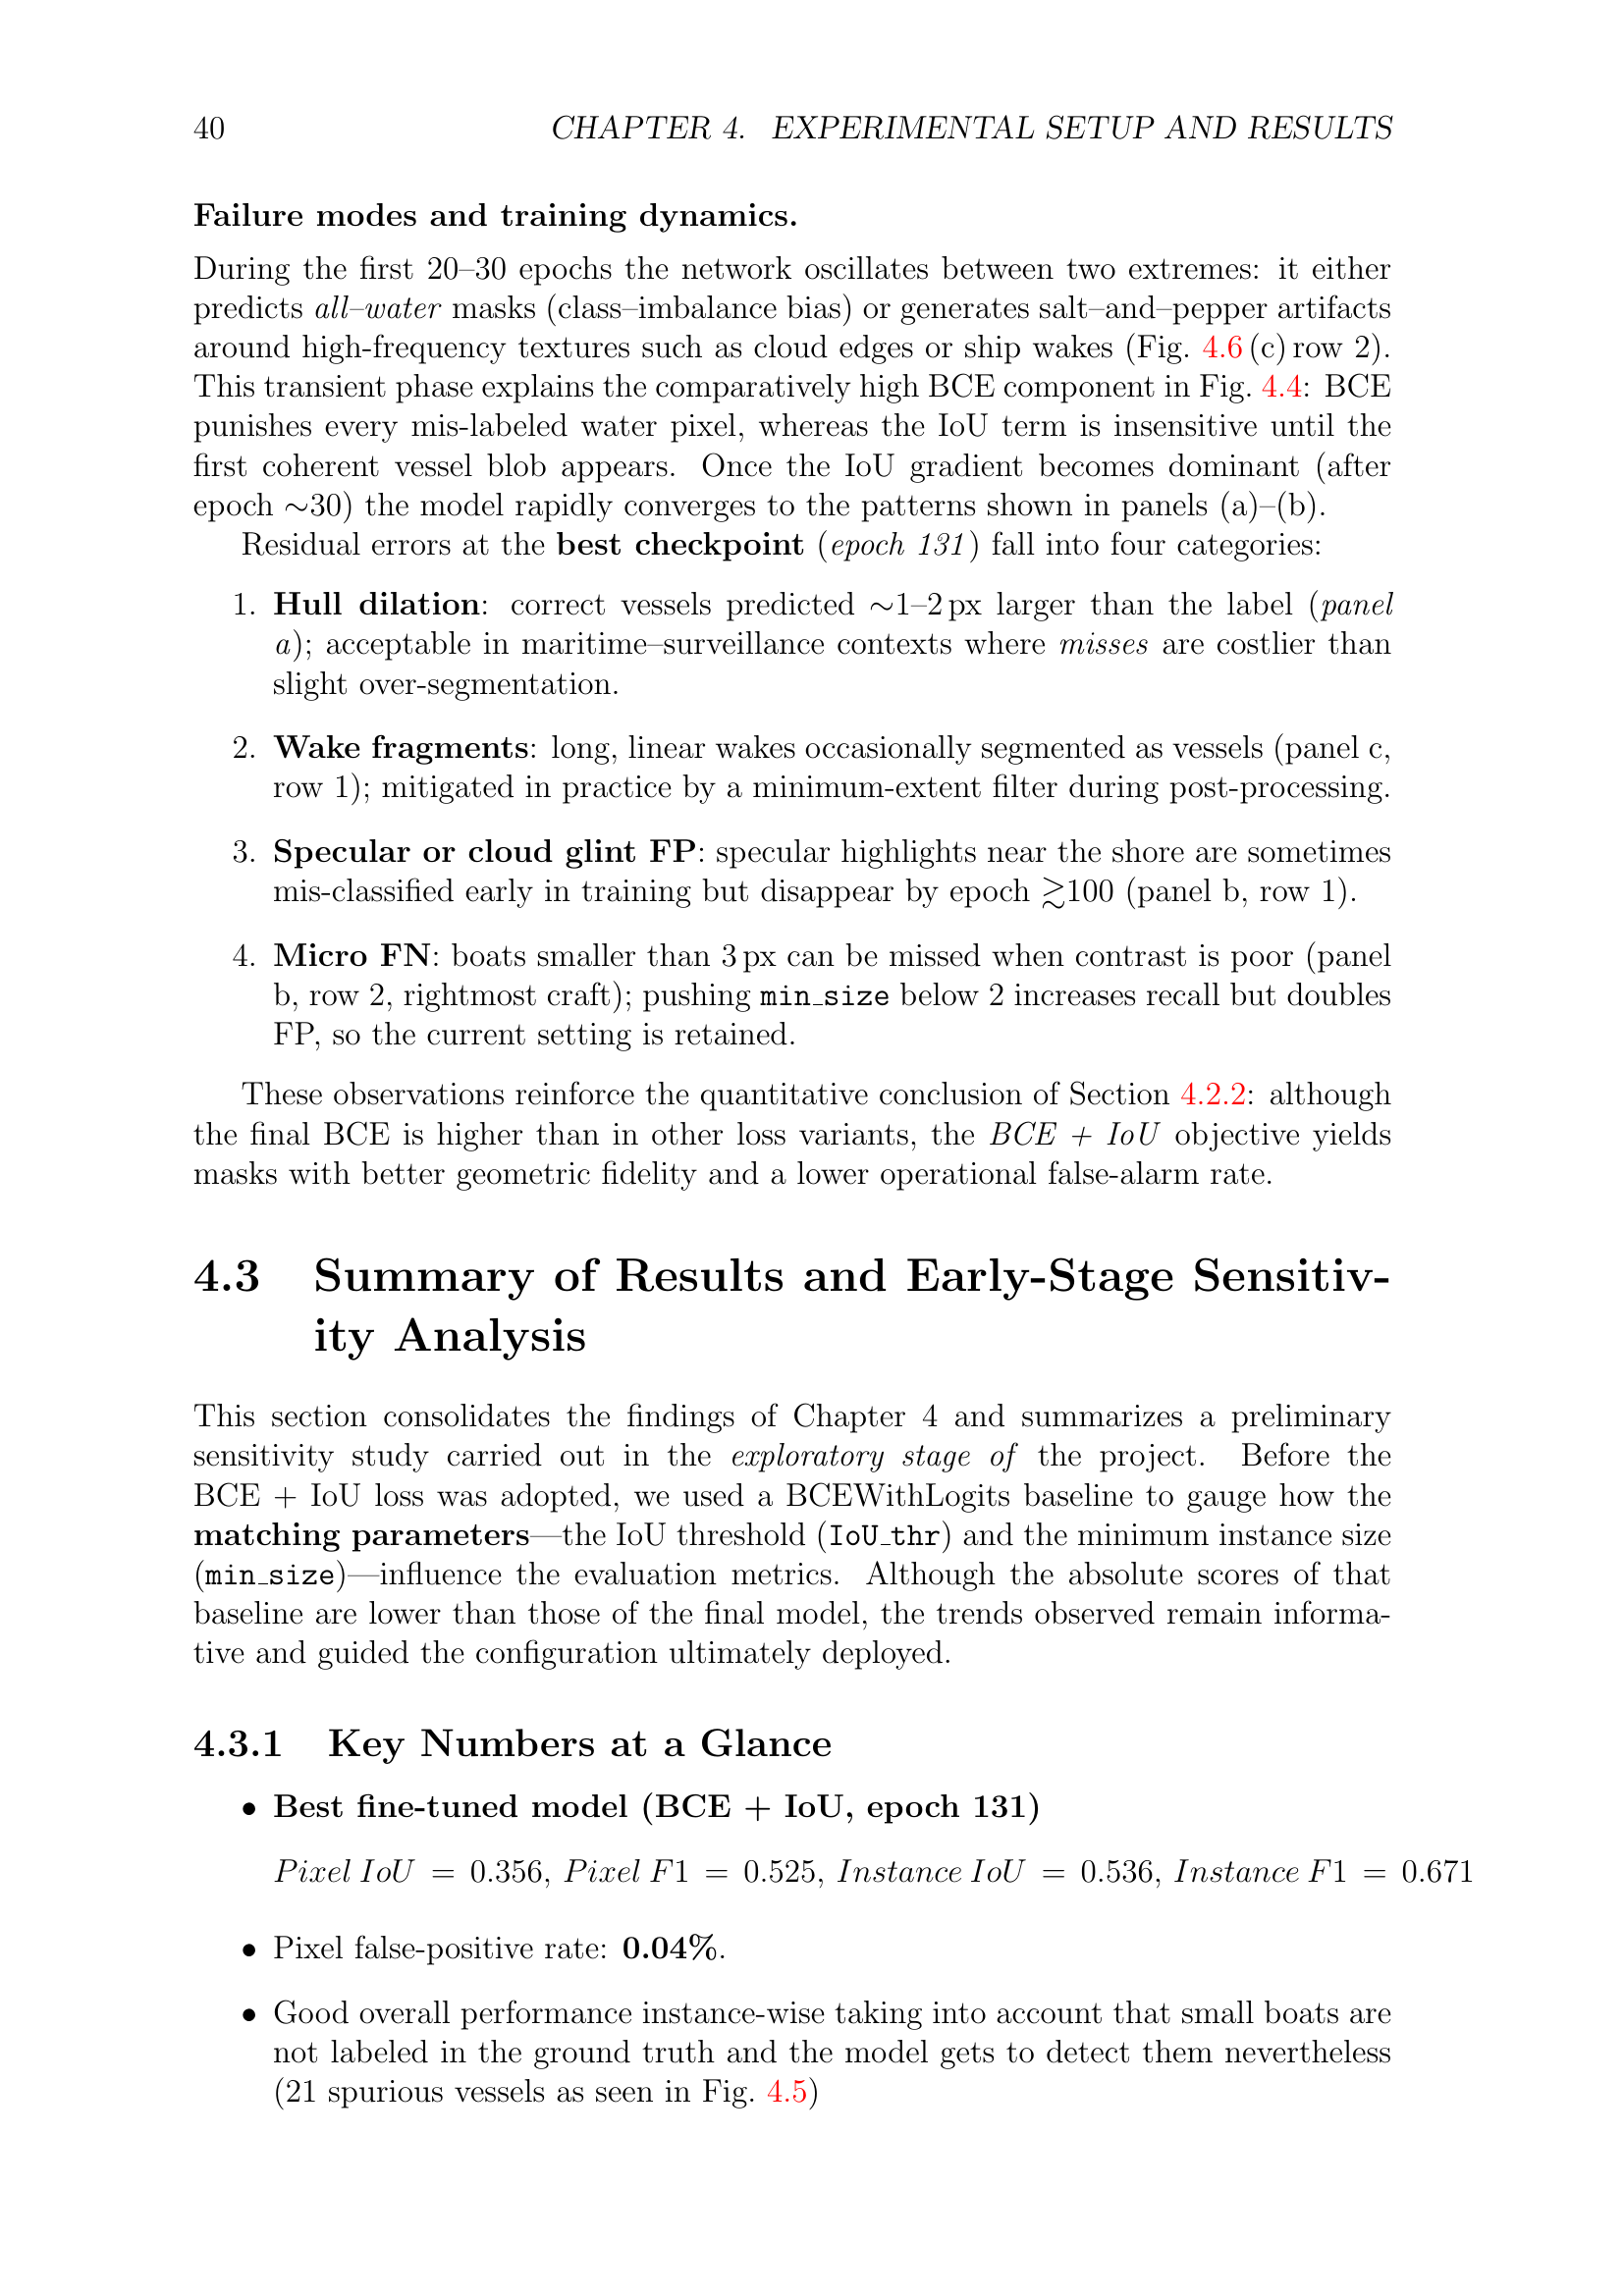 40 CHAPTER 4. EXPERIMENTAL SETUP AND RESULTS
Failure modes and training dynamics.
During the first 20–30 epochs the network oscillates between two extremes: it either
predicts all–water masks (class–imbalance bias) or generates salt–and–pepper artifacts
around high-frequency textures such as cloud edges or ship wakes (Fig. 4.6 (c) row 2).
This transient phase explains the comparatively high BCE component in Fig. 4.4: BCE
punishes every mis-labeled water pixel, whereas the IoU term is insensitive until the
first coherent vessel blob appears. Once the IoU gradient becomes dominant (after
epoch ∼30) the model rapidly converges to the patterns shown in panels (a)–(b).
Residual errors at the best checkpoint (epoch 131) fall into four categories:
1. Hull dilation: correct vessels predicted ∼1–2 px larger than the label (panel
a); acceptable in maritime–surveillance contexts where misses are costlier than
slight over-segmentation.
2. Wake fragments: long, linear wakes occasionally segmented as vessels (panel c,
row 1); mitigated in practice by a minimum-extent filter during post-processing.
3. Specular or cloud glint FP: specular highlights near the shore are sometimes
mis-classified early in training but disappear by epoch ≳100 (panel b, row 1).
4. Micro FN: boats smaller than 3 px can be missed when contrast is poor (panel
b, row 2, rightmost craft); pushing min_size below 2 increases recall but doubles
FP, so the current setting is retained.
These observations reinforce the quantitative conclusion of Section 4.2.2: although
the final BCE is higher than in other loss variants, the BCE + IoU objective yields
masks with better geometric fidelity and a lower operational false-alarm rate.
4.3 Summary of Results and Early-Stage Sensitiv-
ity Analysis
This section consolidates the findings of Chapter 4 and summarizes a preliminary
sensitivity study carried out in the exploratory stage of the project. Before the
BCE + IoU loss was adopted, we used a BCEWithLogits baseline to gauge how the
matching parameters—the IoU threshold (IoU_thr) and the minimum instance size
(min_size)—influence the evaluation metrics. Although the absolute scores of that
baseline are lower than those of the final model, the trends observed remain informa-
tive and guided the configuration ultimately deployed.
4.3.1 Key Numbers at a Glance
• Best fine-tuned model (BCE + IoU, epoch 131)
Pixel IoU = 0.356, Pixel F1 = 0.525, Instance IoU = 0.536, Instance F1 = 0.671
• Pixel false-positive rate: 0.04%.
• Good overall performance instance-wise taking into account that small boats are
not labeled in the ground truth and the model gets to detect them nevertheless
(21 spurious vessels as seen in Fig. 4.5)